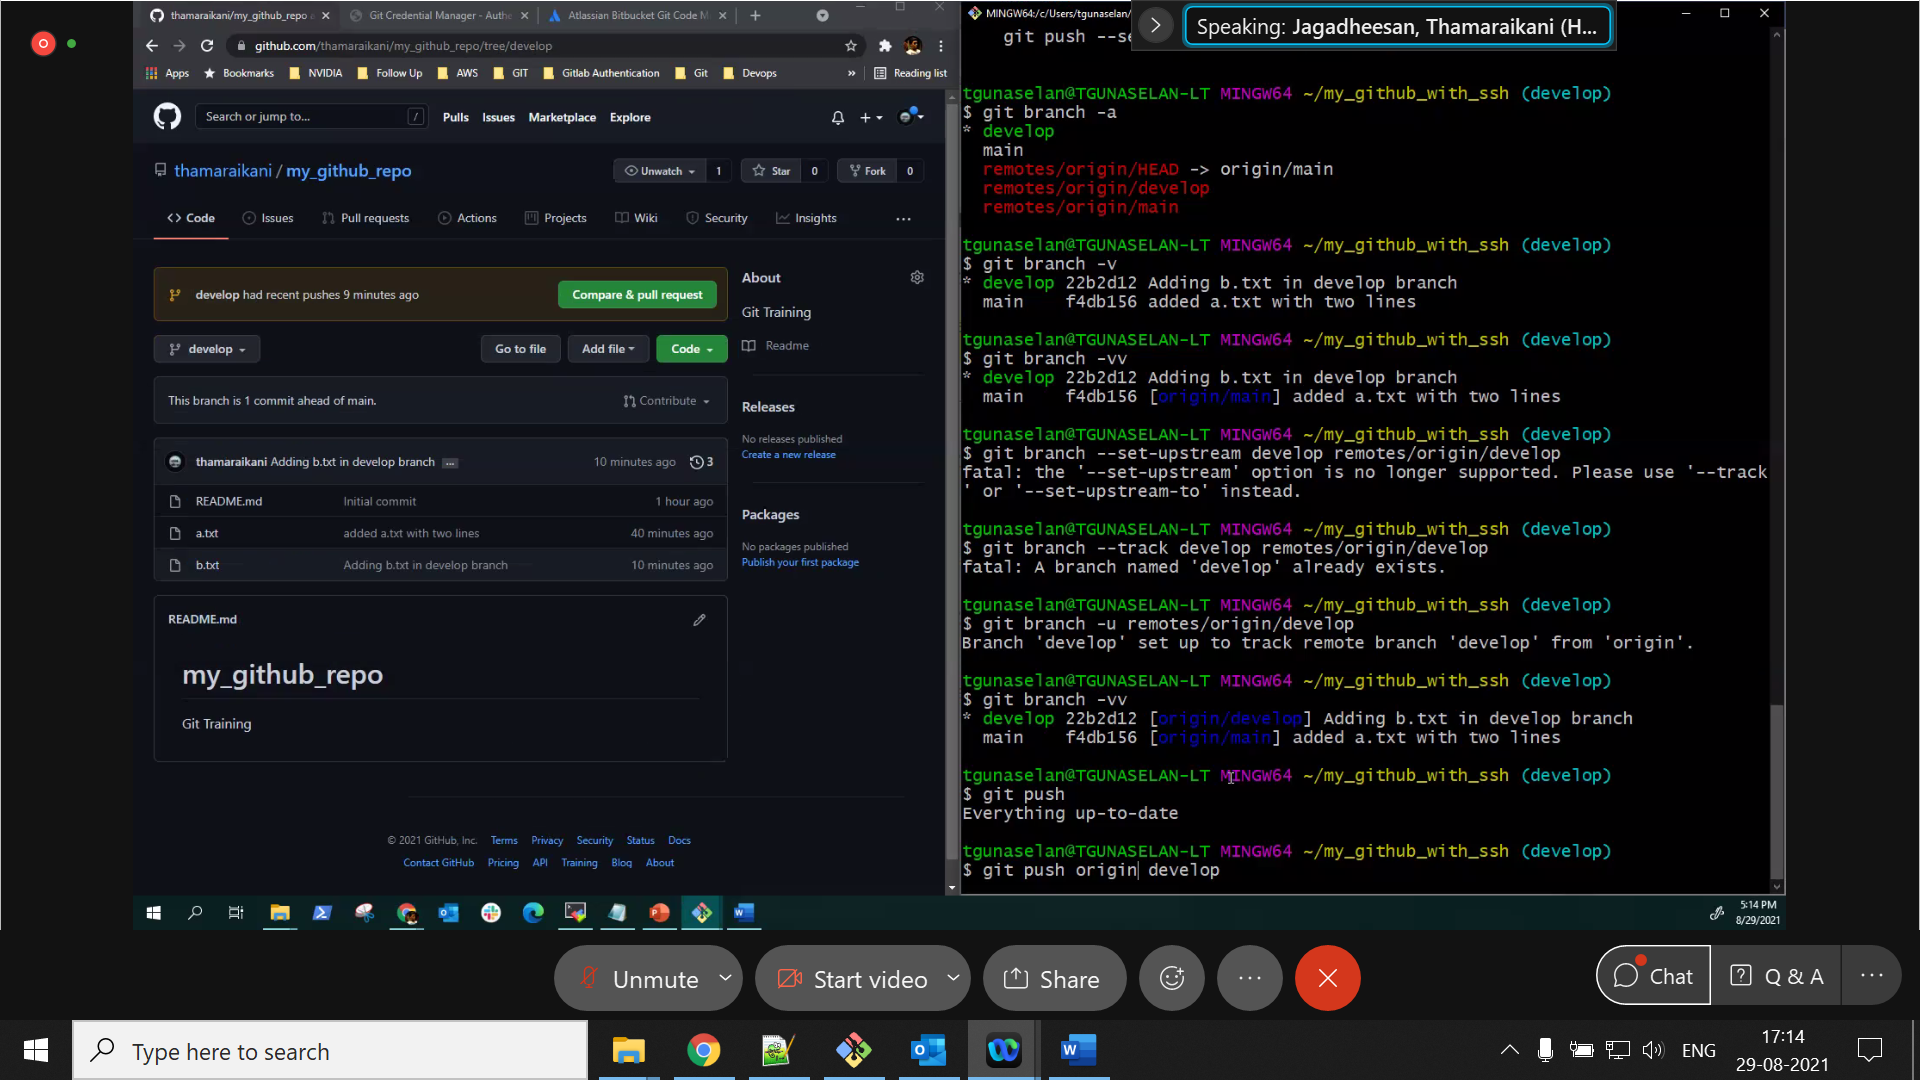 thamaraikani/my_github_repo
Git Credential Manager - Authe
Atlassian Bitbucket Git Code M
github.com/thamaraikani/my_github_repo/tree/develop
Apps
Bookmarks
NVIDIA
Follow Up
AWS
GIT
Gitlab Authentication
Git
Devops
»
Reading list
Search or jump to...
/
Pulls
Issues
Marketplace
Explore
thamaraikani / my_github_repo
Unwatch
1
Star
0
Fork
0
Code
Issues
Pull requests
Actions
Projects
Wiki
Security
Insights
...
develop had recent pushes 9 minutes ago
Compare & pull request
develop
Go to file
Add file
Code
This branch is 1 commit ahead of main.
Contribute
thamaraikani Adding b.txt in develop branch ...
10 minutes ago
3
README.md
Initial commit
1 hour ago
a.txt
added a.txt with two lines
40 minutes ago
b.txt
Adding b.txt in develop branch
10 minutes ago
README.md
my_github_repo
Git Training
About
Git Training
Readme
Releases
No releases published
Create a new release
Packages
No packages published
Publish your first package
© 2021 GitHub, Inc.
Terms
Privacy
Security
Status
Docs
Contact GitHub
Pricing
API
Training
Blog
About
MINGW64:/c/Users/tgunaselan/
Speaking: Jagadheesan, Thamaraikani (H...
git push --se
tgunaselan@TGUNASELAN-LT MINGW64 ~/my_github_with_ssh (develop)
$ git branch -a
* develop
main
remotes/origin/HEAD -> origin/main
remotes/origin/develop
remotes/origin/main
tgunaselan@TGUNASELAN-LT MINGW64 ~/my_github_with_ssh (develop)
$ git branch -v
* develop 22b2d12 Adding b.txt in develop branch
main    f4db156 added a.txt with two lines
tgunaselan@TGUNASELAN-LT MINGW64 ~/my_github_with_ssh (develop)
$ git branch -vv
* develop 22b2d12 Adding b.txt in develop branch
main    f4db156 [origin/main] added a.txt with two lines
tgunaselan@TGUNASELAN-LT MINGW64 ~/my_github_with_ssh (develop)
$ git branch --set-upstream develop remotes/origin/develop
fatal: the '--set-upstream' option is no longer supported. Please use '--track
' or '--set-upstream-to' instead.
tgunaselan@TGUNASELAN-LT MINGW64 ~/my_github_with_ssh (develop)
$ git branch --track develop remotes/origin/develop
fatal: A branch named 'develop' already exists.
tgunaselan@TGUNASELAN-LT MINGW64 ~/my_github_with_ssh (develop)
$ git branch -u remotes/origin/develop
Branch 'develop' set up to track remote branch 'develop' from 'origin'.
tgunaselan@TGUNASELAN-LT MINGW64 ~/my_github_with_ssh (develop)
$ git branch -vv
* develop 22b2d12 [origin/develop] Adding b.txt in develop branch
main    f4db156 [origin/main] added a.txt with two lines
tgunaselan@TGUNASELAN-LT MINGW64 ~/my_github_with_ssh (develop)
$ git push
Everything up-to-date
tgunaselan@TGUNASELAN-LT MINGW64 ~/my_github_with_ssh (develop)
$ git push origin develop
5:14 PM
8/29/2021
Unmute
Start video
Share
...
Chat
Q & A
...
Type here to search
ENG
17:14
29-08-2021